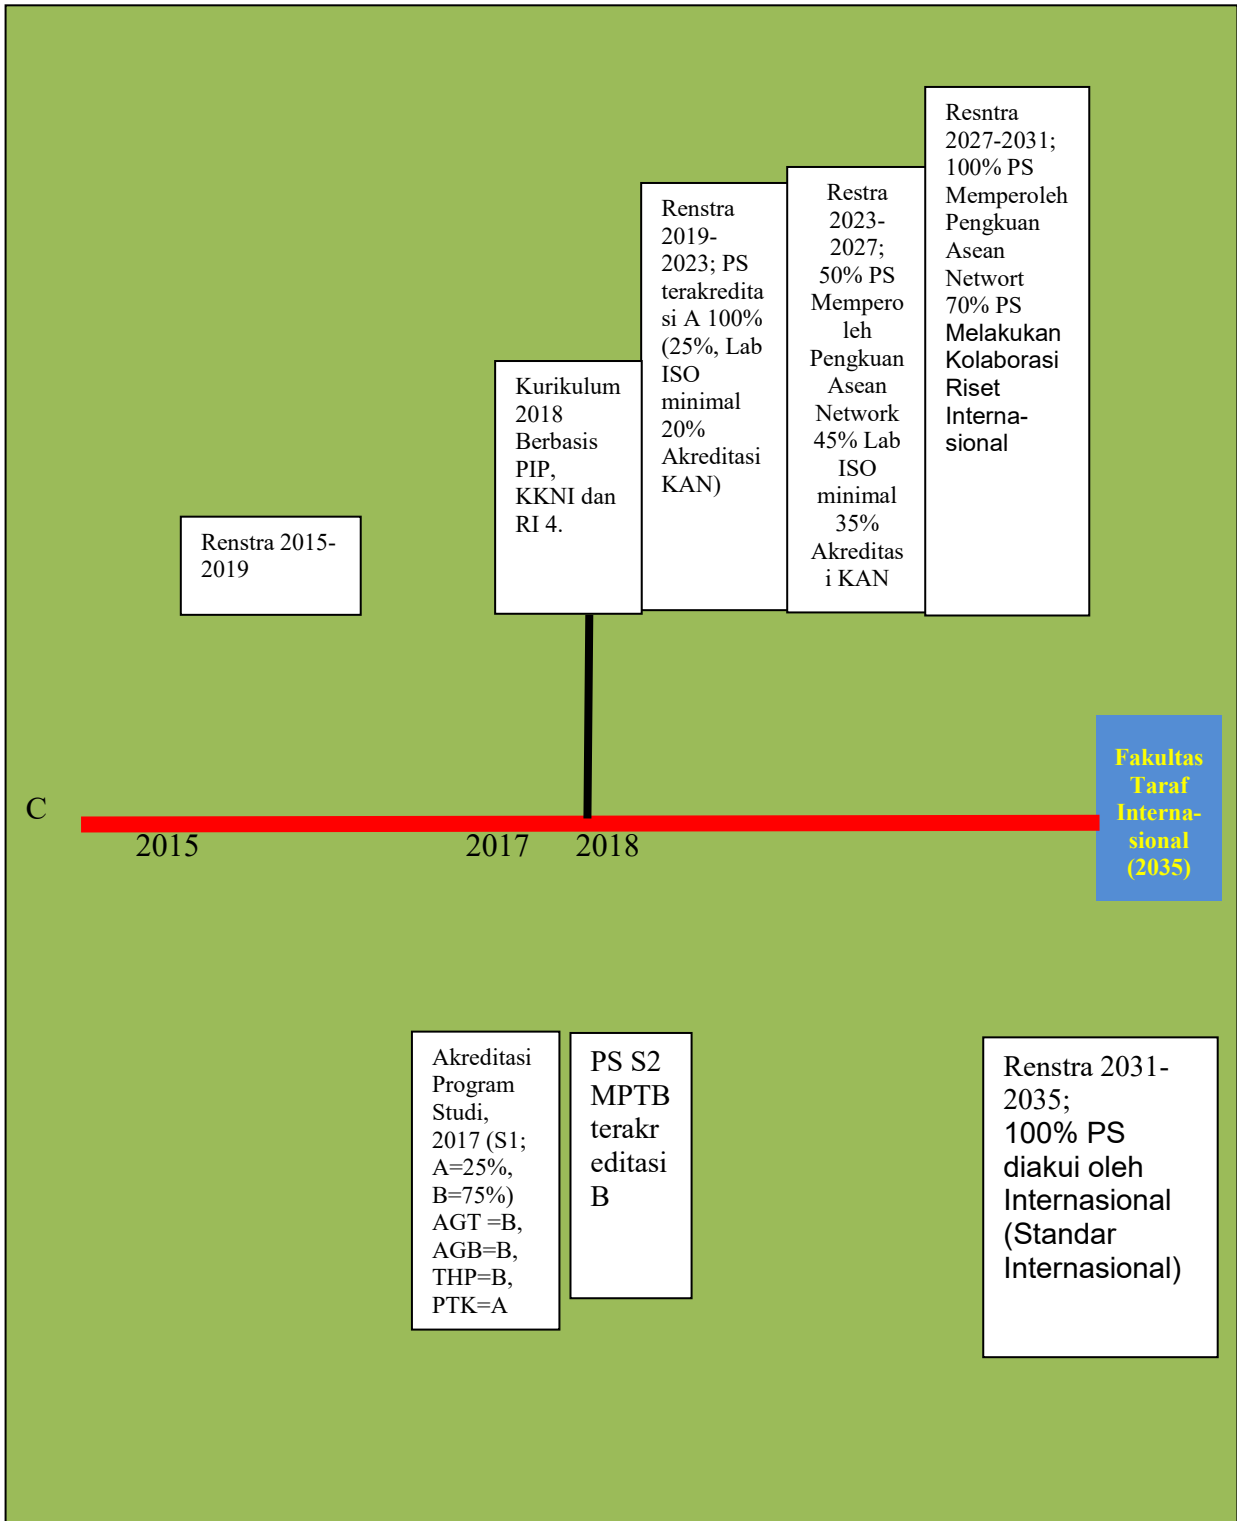 Renstra 2015-
2019
Kurikulum
2018
Berbasis
PIP,
KKNI dan
RI 4.
Renstra
2019-
2023; PS
terakredita
si A 100%
(25%, Lab
ISO
minimal
20%
Akreditasi
KAN)
Restra
2023-
2027;
50% PS
Mempero
leh
Pengkuan
Asean
Network
45% Lab
ISO
minimal
35%
Akreditas
i KAN
Resntra
2027-2031;
100% PS
Memperoleh
Pengkuan
Asean
Networt
70% PS
Melakukan
Kolaborasi
Riset
Interna-
sional
C
2015
2017
2018
Fakultas
Taraf
Interna-
sional
(2035)
Akreditasi
Program
Studi,
2017 (S1;
A=25%,
B=75%)
AGT =B,
AGB=B,
THP=B,
PTK=A
PS S2
MPTB
terakr
editasi
B
Renstra 2031-
2035;
100% PS
diakui oleh
Internasional
(Standar
Internasional)